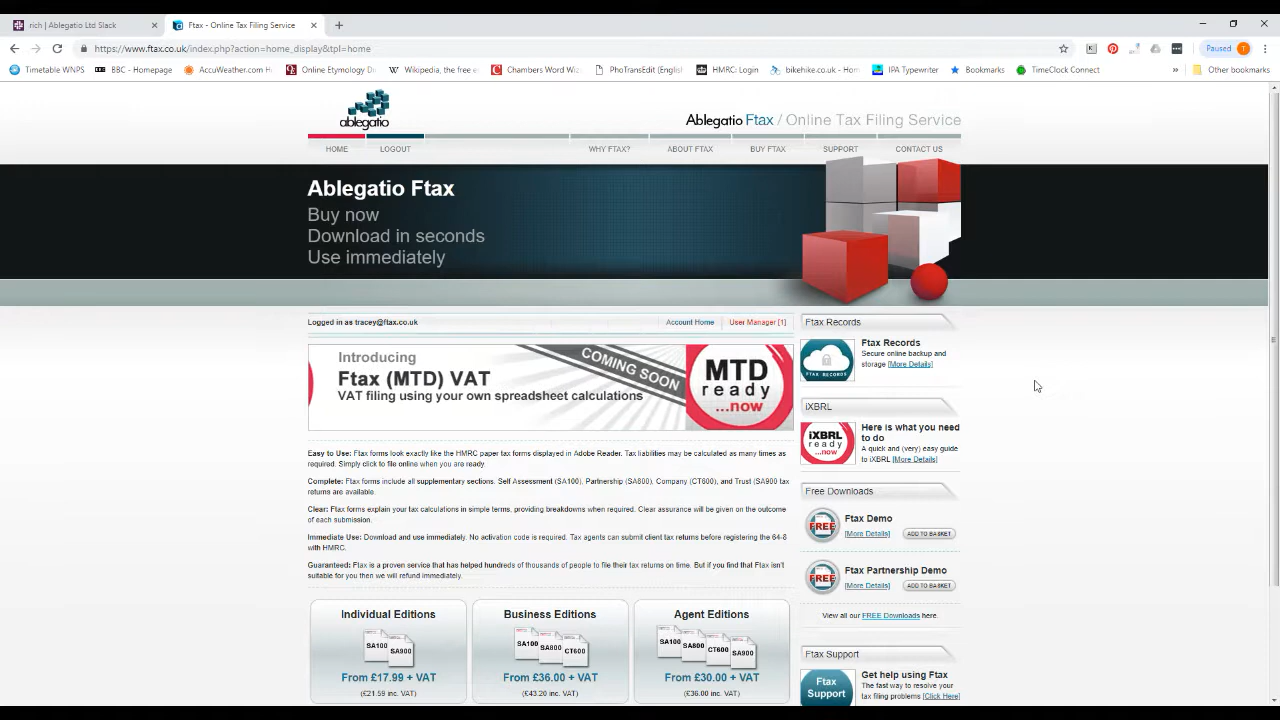 rich | Ablegatio Ltd Slack
Ftax - Online Tax Filing Service
https://www.ftax.co.uk/index.php?action=home_display&tpl=home
Paused
T
Timetable WNPS
BBC - Homepage
AccuWeather.com H
Online Etymology Di
Wikipedia, the free e
Chambers Word Wiz
PhoTransEdit [Englis
HMRC: Login
bikehike.co.uk - Hom
IPA Typewriter
Bookmarks
TimeClock Connect
Other bookmarks
ablegatio
Ablegatio Ftax / Online Tax Filing Service
HOME
LOGOUT
WHY FTAX?
ABOUT FTAX
BUY FTAX
SUPPORT
CONTACT US
Ablegatio Ftax
Buy now
Download in seconds
Use immediately
Logged in as tracey@ftax.co.uk
Account Home
User Manager [1]
Introducing
Ftax (MTD) VAT
VAT filing using your own spreadsheet calculations
COMING SOON
MTD
ready
...now
Easy to Use: Ftax forms look exactly like the HMRC paper tax forms displayed in Adobe Reader. Tax liabilities may be calculated as many times as
required. Simply click to file online when you are ready.
Complete: Ftax forms include all supplementary sections. Self Assessment (SA100), Partnership (SA800), Company (CT600), and Trust (SA900 tax
returns are available.
Clear: Ftax forms explain your tax calculations in simple terms, providing breakdowns when required. Clear assurance will be given on the outcome
of each submission.
Immediate Use: Download and use immediately. No activation code is required. Tax agents can submit client tax returns before registering the 64-8
with HMRC.
Guaranteed: Ftax is a proven service that has helped hundreds of thousands of people to file their tax returns on time. But if you find that Ftax isn't
suitable for you then we will refund immediately.
Individual Editions
SA100
SA900
From £17.99 + VAT
(£21.59 inc. VAT)
Business Editions
SA100
SA800
CT600
From £36.00 + VAT
(£43.20 inc. VAT)
Agent Editions
SA100
SA800
CT600
SA900
From £30.00 + VAT
(£36.00 inc. VAT)
Ftax Records
FTAX RECORDS
Ftax Records
Secure online backup and
storage [More Details]
iXBRL
iXBRL
ready
...now
Here is what you need
to do
A quick and (very) easy guide
to iXBRL [More Details]
Free Downloads
FREE
Ftax Demo
[More Details]
ADD TO BASKET
FREE
Ftax Partnership Demo
[More Details]
ADD TO BASKET
View all our FREE Downloads here.
Ftax Support
Ftax
Support
Get help using Ftax
The fast way to resolve your
tax filing problems [Click Here]